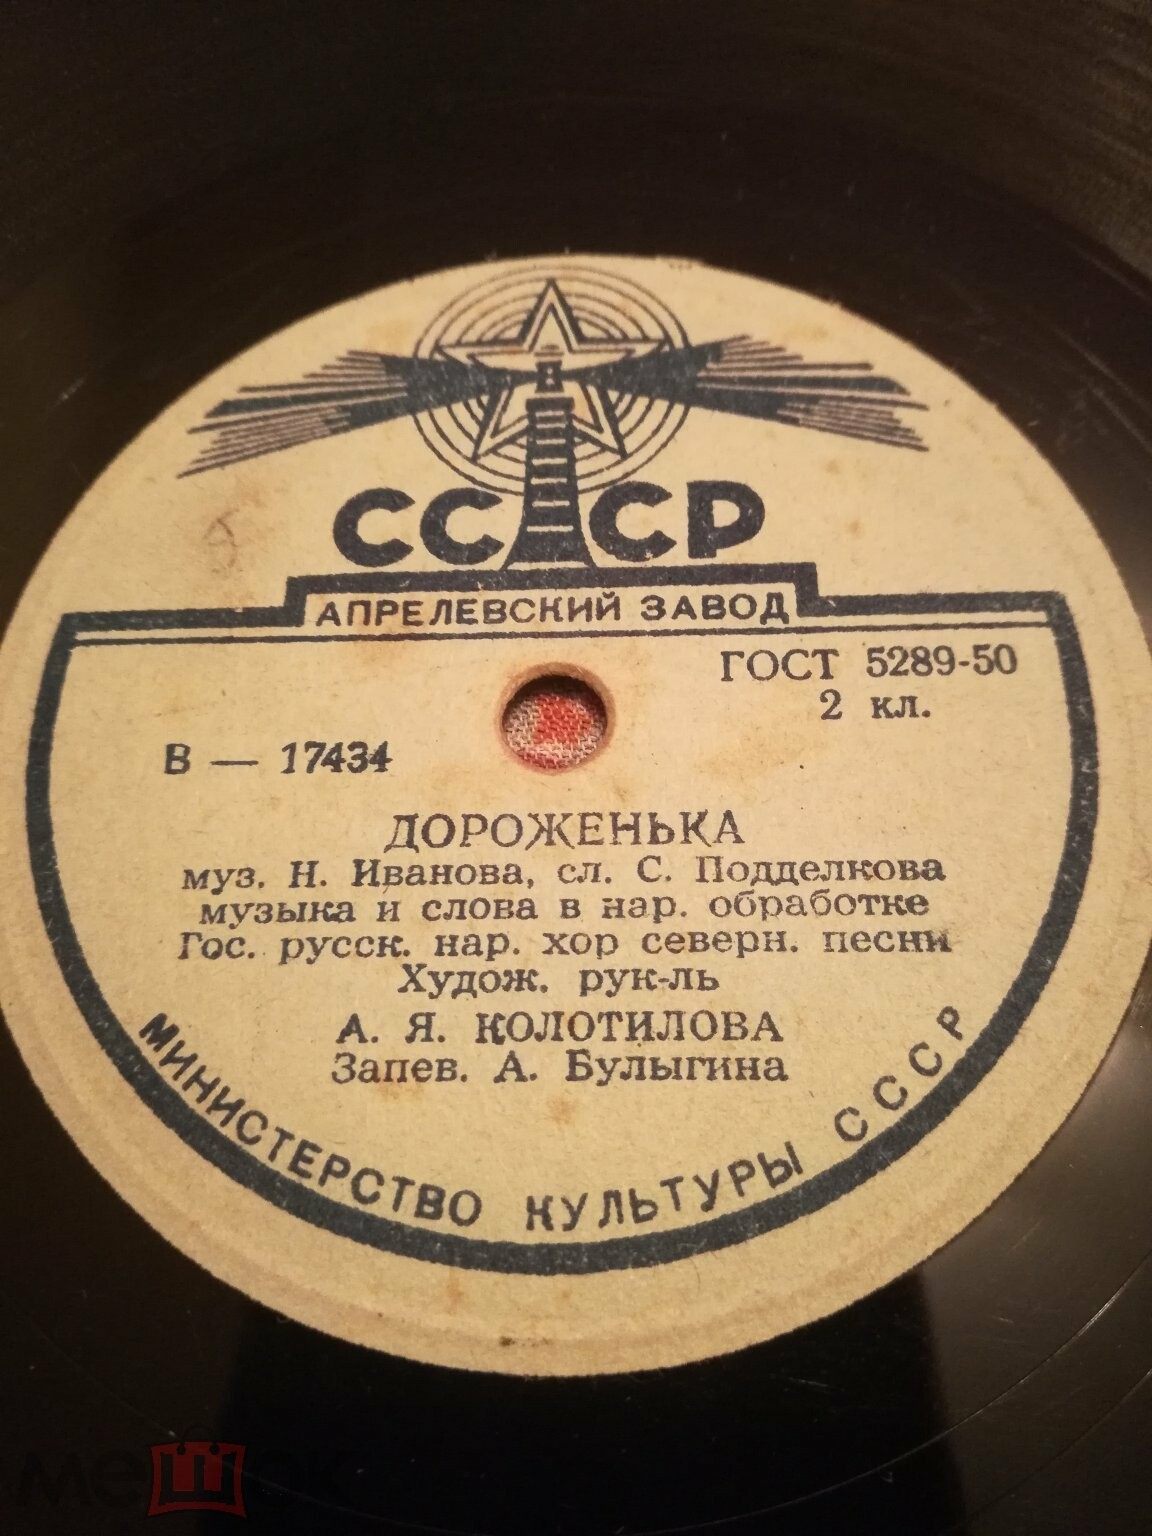 СССР
АПРЕЛЕВСКИЙ ЗАВОД
ГОСТ 5289-50
2 кл.
В — 17434
ДОРОЖЕНЬКА
муз. Н. Иванова, сл. С. Подделкова
музыка и слова в нар. обработке
Гос. русск. нар. хор северн. песни
Худож. рук-ль
А. Я. КОЛОТИЛОВА
Запев. А. Булыгина
МИНИСТЕРСТВО КУЛЬТУРЫ СССР
мешок